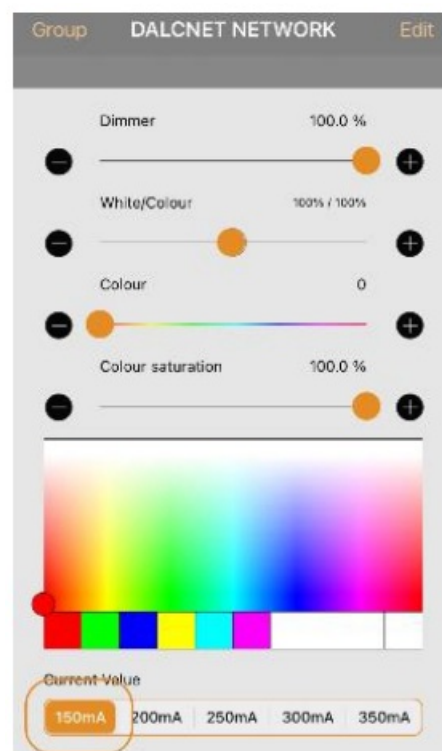 Group DALCNET NETWORK Edit
Dimmer 100.0 %
White/Colour 100% / 100%
Colour 0
Colour saturation 100.0 %
Current Value
150mA 200mA 250mA 300mA 350mA